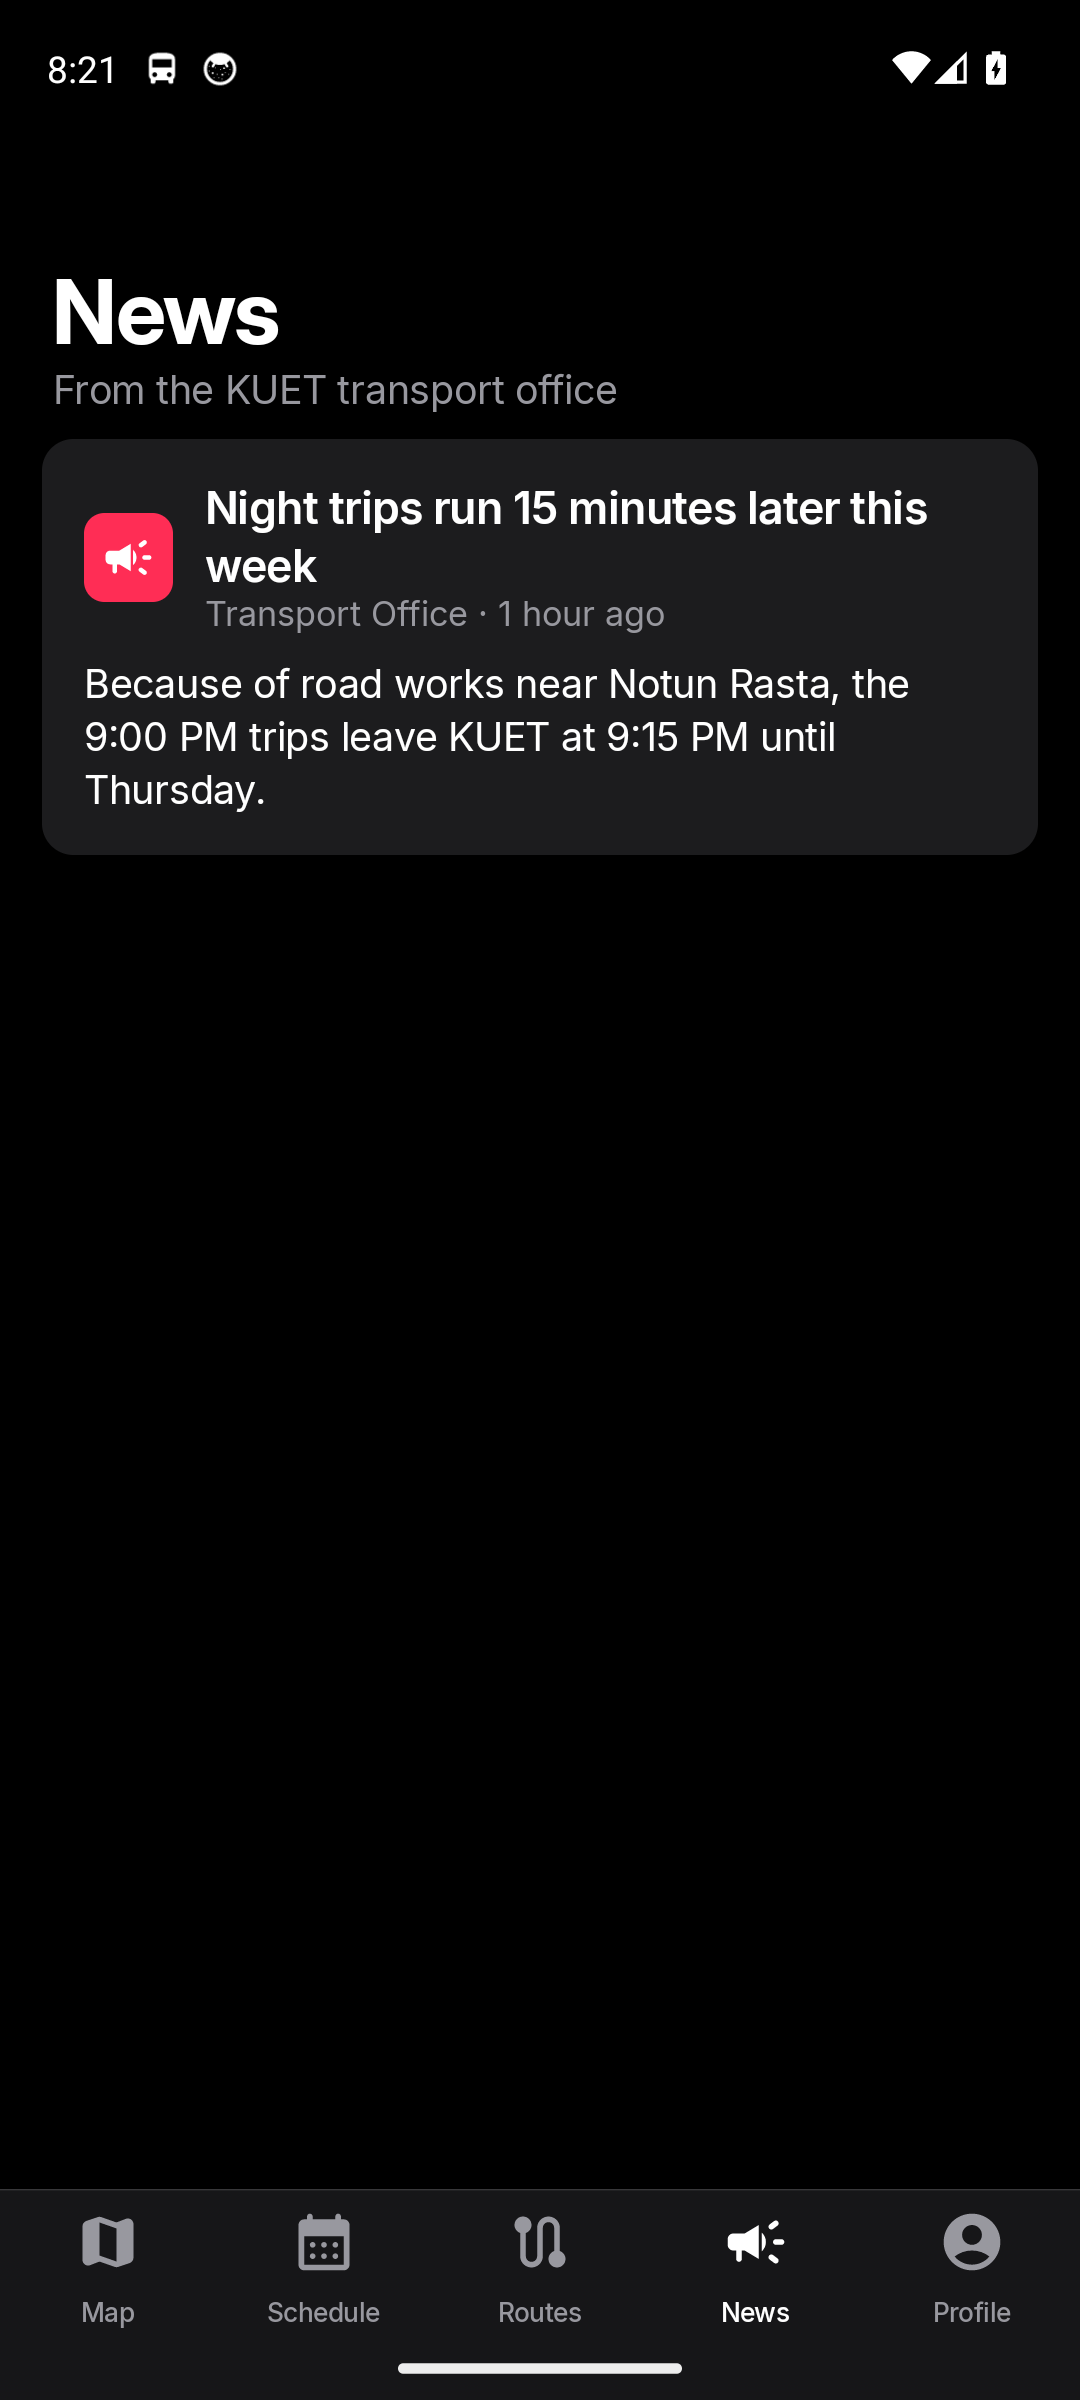 8:21
News
From the KUET transport office
Night trips run 15 minutes later this
week
Transport Office · 1 hour ago
Because of road works near Notun Rasta, the
9:00 PM trips leave KUET at 9:15 PM until
Thursday.
Map
Schedule
Routes
News
Profile